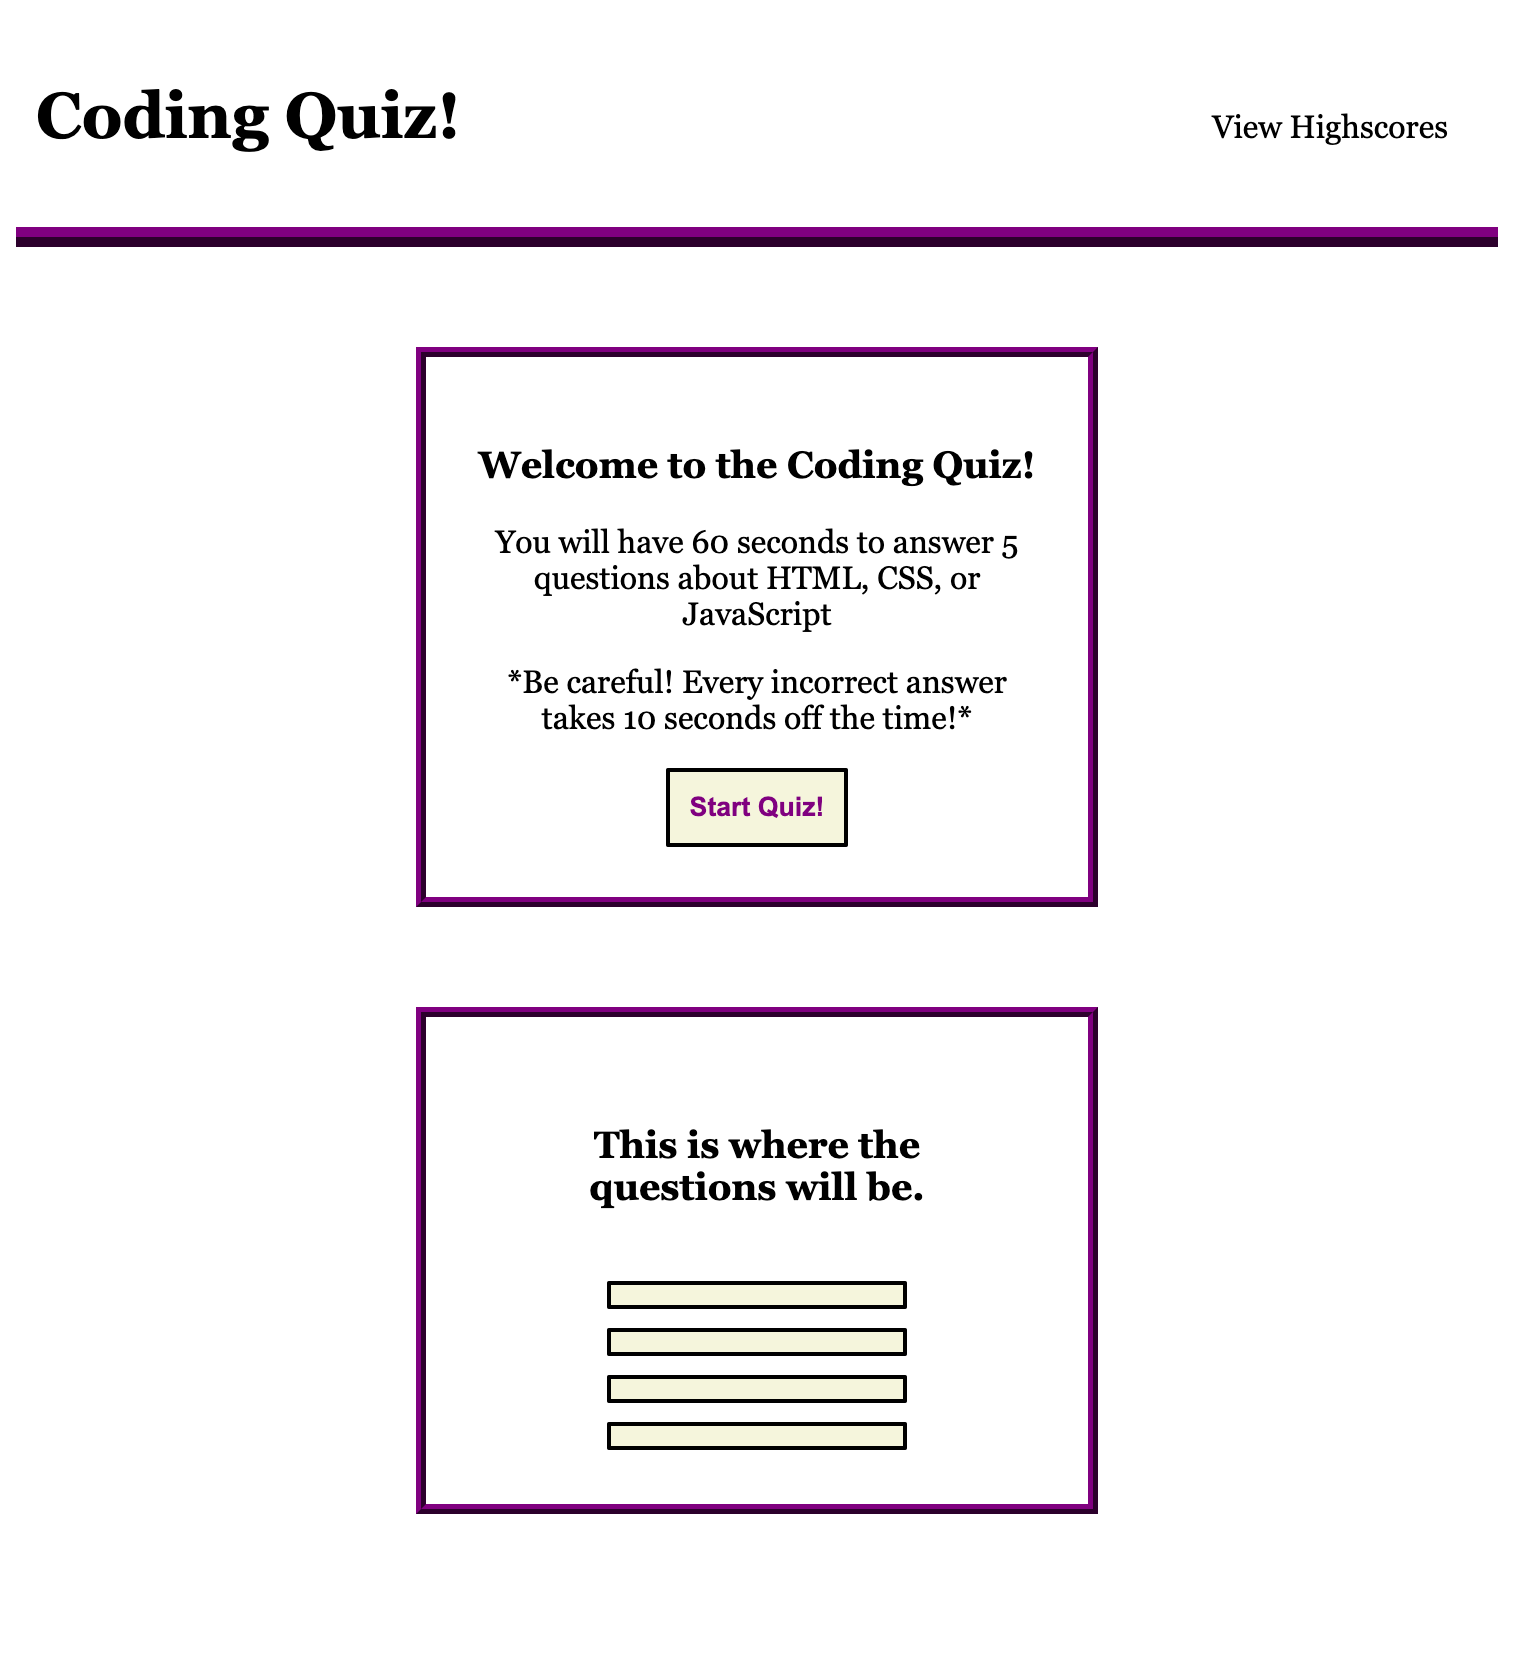 Coding Quiz!
View Highscores
Welcome to the Coding Quiz!
You will have 60 seconds to answer 5
questions about HTML, CSS, or
JavaScript
*Be careful! Every incorrect answer
takes 10 seconds off the time!*
Start Quiz!
This is where the
questions will be.